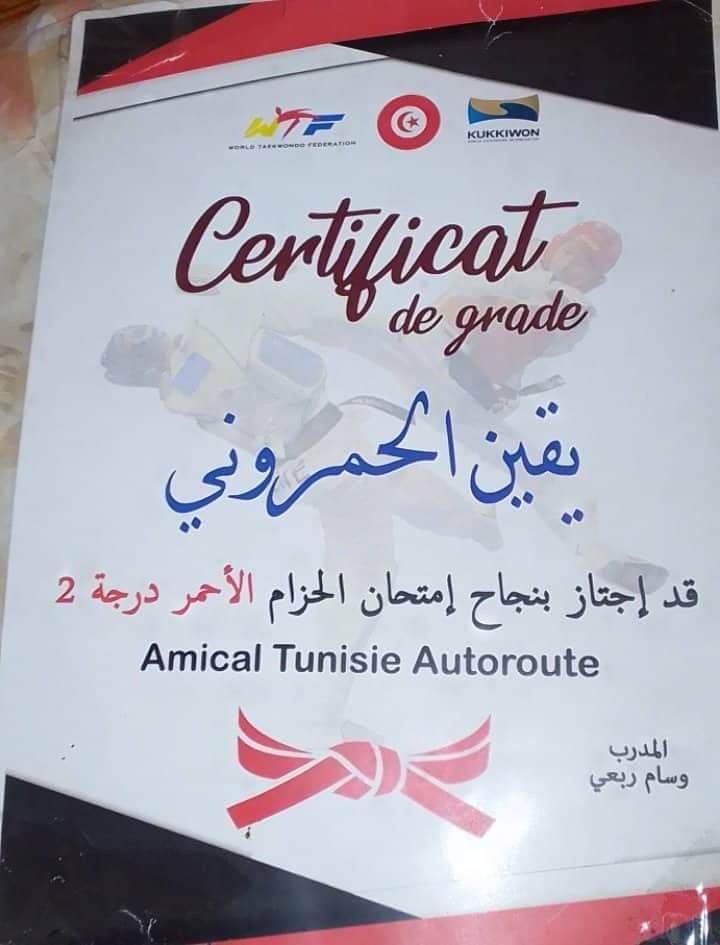 WTF
WORLD TAEKWONDO FEDERATION
KUKKIWON
Certificat
de grade
يقين الحمروني
قد إجتاز بنجاح إمتحان الحزام الأحمر درجة 2
Amical Tunisie Autoroute
المدرب
وسام ربعي